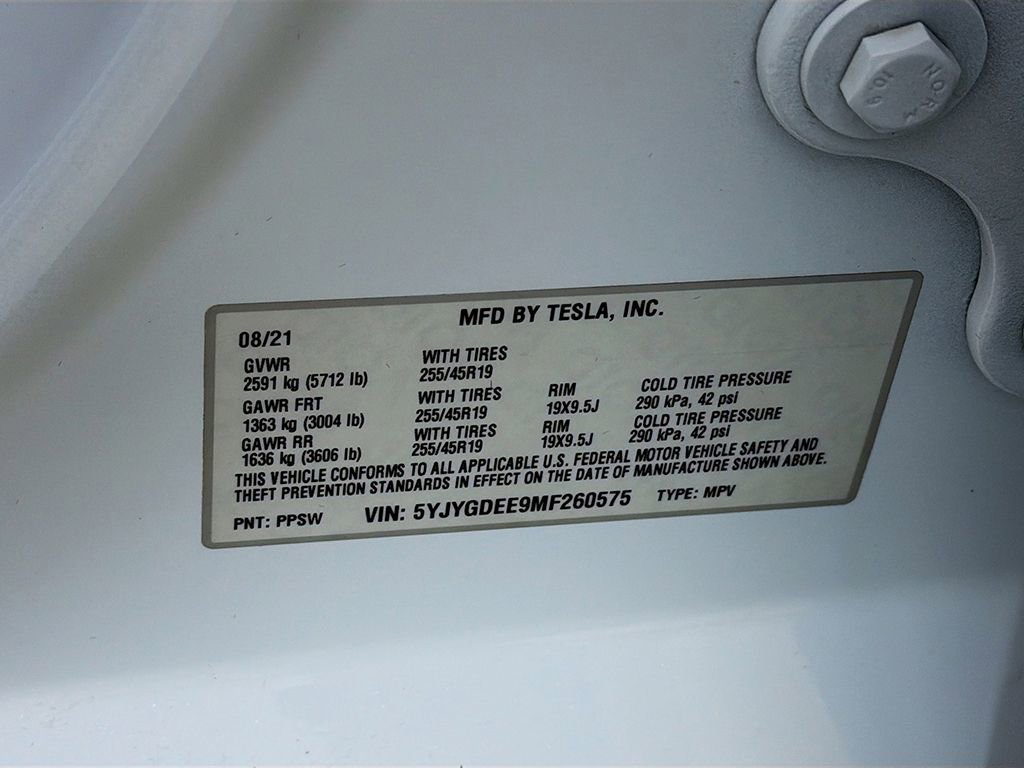 NORM
10.9
MFD BY TESLA, INC.
08/21
GVWR WITH TIRES
2591 kg (5712 lb) 255/45R19
GAWR FRT WITH TIRES RIM COLD TIRE PRESSURE
1363 kg (3004 lb) 255/45R19 19X9.5J 290 kPa, 42 psi
GAWR RR WITH TIRES RIM COLD TIRE PRESSURE
1636 kg (3606 lb) 255/45R19 19X9.5J 290 kPa, 42 psi
THIS VEHICLE CONFORMS TO ALL APPLICABLE U.S. FEDERAL MOTOR VEHICLE SAFETY AND
THEFT PREVENTION STANDARDS IN EFFECT ON THE DATE OF MANUFACTURE SHOWN ABOVE.
PNT: PPSW VIN: 5YJYGDEE9MF260575 TYPE: MPV